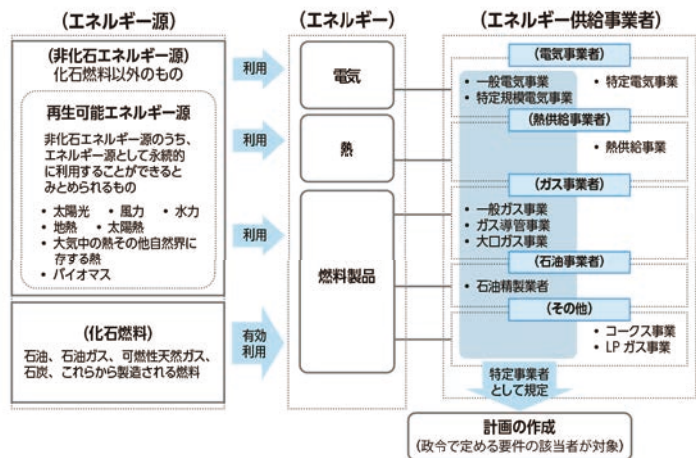 (エネルギー源)
(非化石エネルギー源)
化石燃料以外のもの
再生可能エネルギー源
非化石エネルギー源のうち、
エネルギー源として永続的
に利用することができると
みとめられるもの
• 太陽光 • 風力 • 水力
• 地熱 • 太陽熱
• 大気中の熱その他自然界に
存する熱
• バイオマス
(化石燃料)
石油、石油ガス、可燃性天然ガス、
石炭、これらから製造される燃料
利用
利用
利用
有効
利用
(エネルギー)
電気
熱
燃料製品
(エネルギー供給事業者)
(電気事業者)
• 一般電気事業 • 特定電気事業
• 特定規模電気事業
(熱供給事業者)
• 熱供給事業
(ガス事業者)
• 一般ガス事業
• ガス導管事業
• 大口ガス事業
(石油事業者)
• 石油精製業者
(その他)
• コークス事業
• LP ガス事業
特定事業者
として規定
計画の作成
(政令で定める要件の該当者が対象)